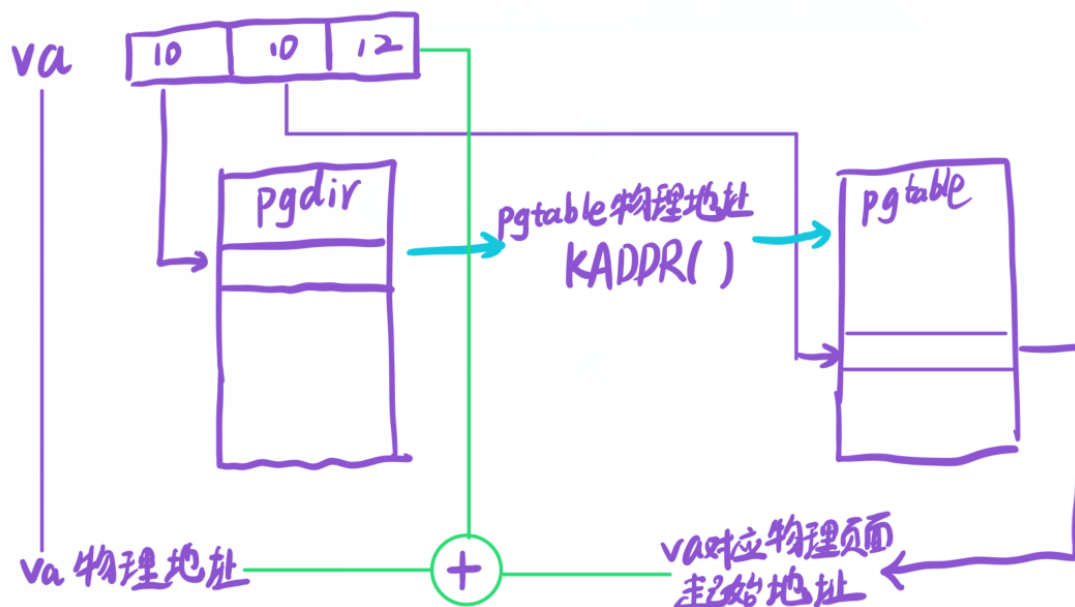 va
10 10 12
pgdir
pgtable物理地址
KADDR()
pgtable
va物理地址
+
va对应物理页面
起始地址